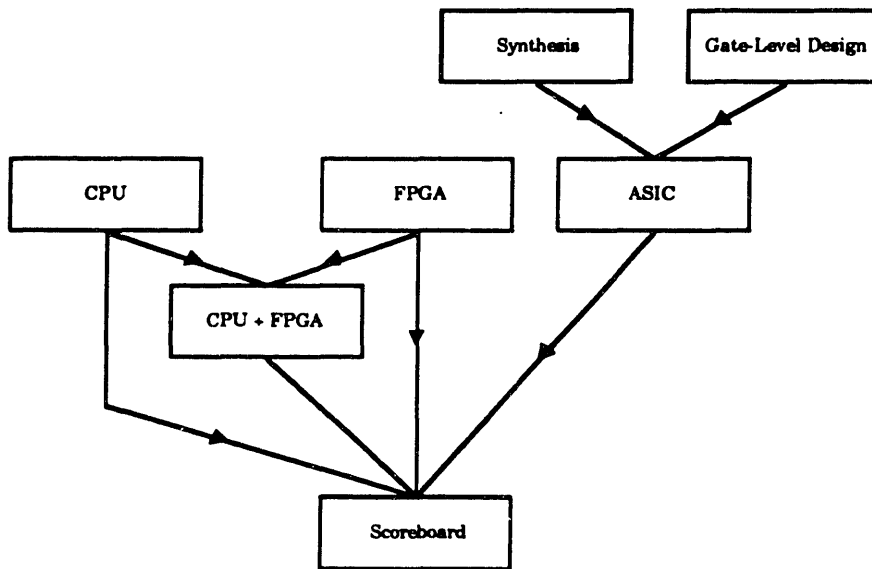 Synthesis
Gate-Level Design
CPU
FPGA
ASIC
CPU + FPGA
Scoreboard